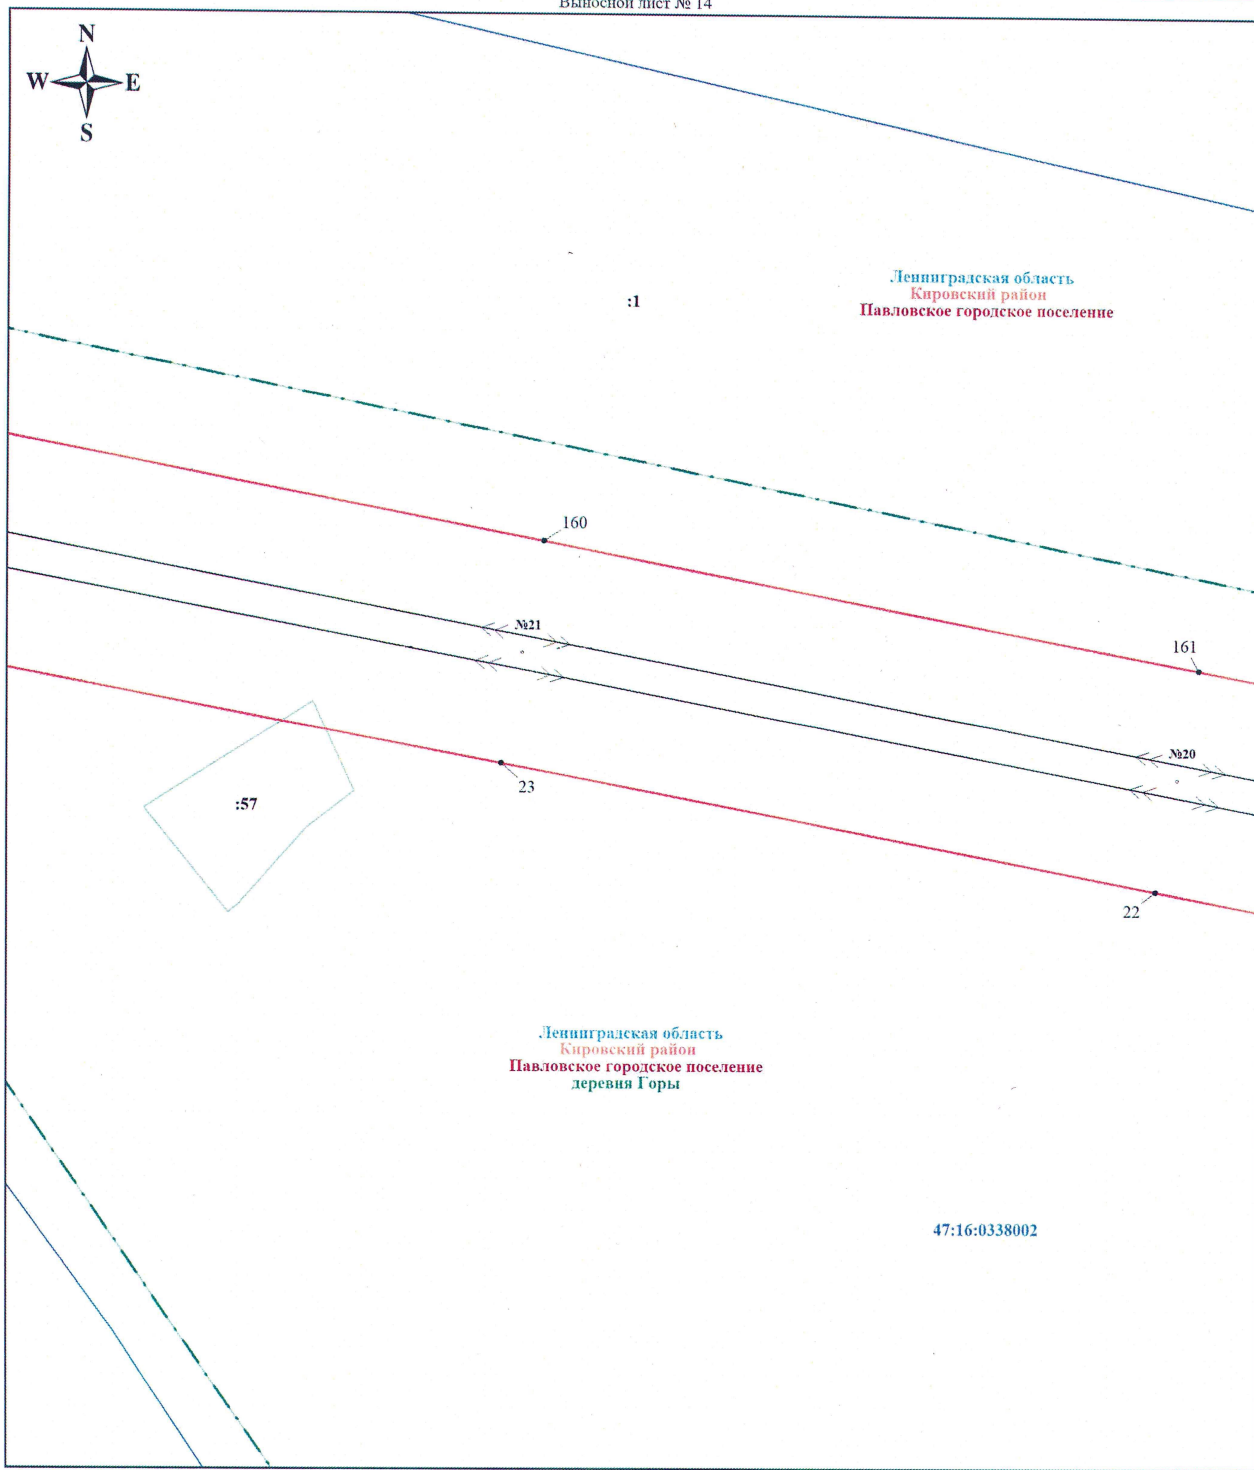 Выносной лист № 14
N
W E
S
Ленинградская область
Кировский район
Павловское городское поселение
:1
160
№21
161
№20
23
:57
22
Ленинградская область
Кировский район
Павловское городское поселение
деревня Горы
47:16:0338002